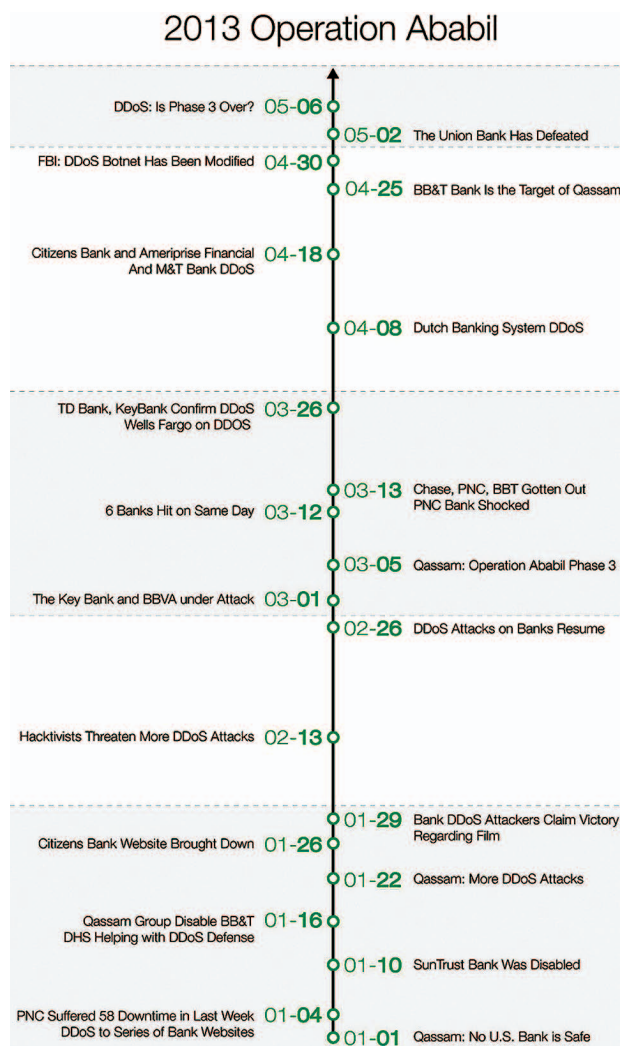 2013 Operation Ababil
DDoS: Is Phase 3 Over? 05-06
05-02 The Union Bank Has Defeated
FBI: DDoS Botnet Has Been Modified 04-30
04-25 BB&T Bank Is the Target of Qassam
Citizens Bank and Ameriprise Financial 04-18
And M&T Bank DDoS
04-08 Dutch Banking System DDoS
TD Bank, KeyBank Confirm DDoS 03-26
Wells Fargo on DDOS
03-13 Chase, PNC, BBT Gotten Out
PNC Bank Shocked
6 Banks Hit on Same Day 03-12
03-05 Qassam: Operation Ababil Phase 3
The Key Bank and BBVA under Attack 03-01
02-26 DDoS Attacks on Banks Resume
Hacktivists Threaten More DDoS Attacks 02-13
01-29 Bank DDoS Attackers Claim Victory
Regarding Film
Citizens Bank Website Brought Down 01-26
01-22 Qassam: More DDoS Attacks
Qassam Group Disable BB&T 01-16
DHS Helping with DDoS Defense
01-10 SunTrust Bank Was Disabled
PNC Suffered 58 Downtime in Last Week 01-04
DDoS to Series of Bank Websites
01-01 Qassam: No U.S. Bank is Safe